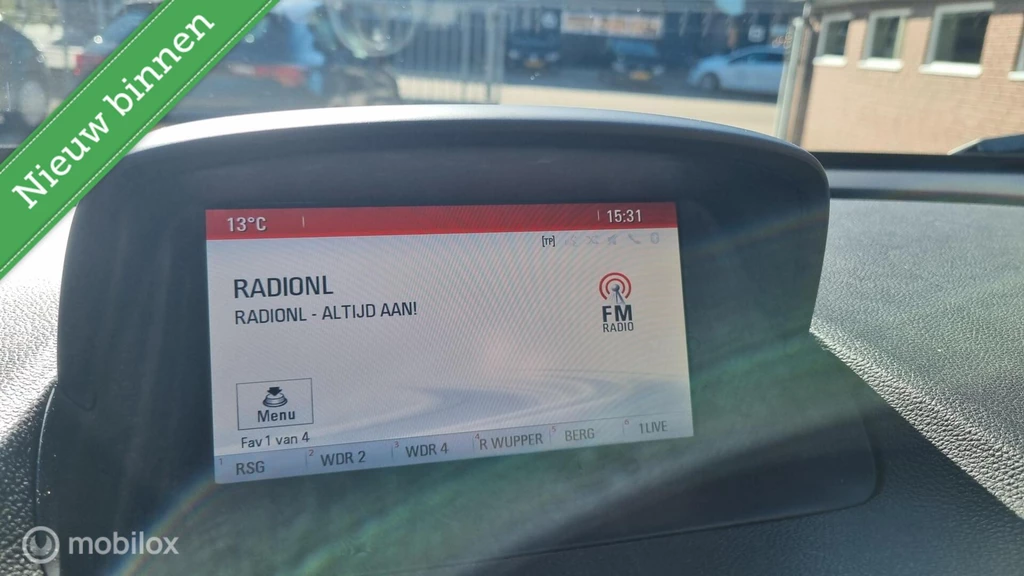 Nieuw binnen
13°C
15:31
[TP]
RADIONL
RADIONL - ALTIJD AAN!
FM
RADIO
Menu
Fav 1 van 4
1 RSG 2 WDR 2 3 WDR 4 4 R WUPPER 5 BERG 6 1LIVE
mobilox